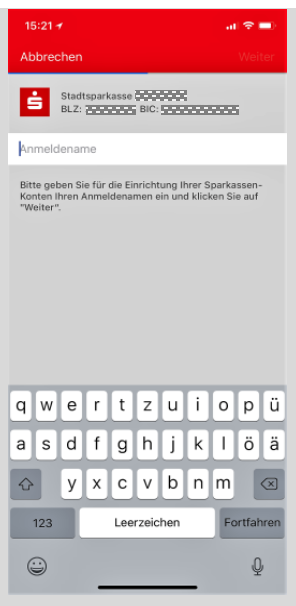 15:21
Abbrechen Weiter
Stadtsparkasse
BLZ: BIC:
Anmeldename
Bitte geben Sie für die Einrichtung Ihrer Sparkassen-
Konten Ihren Anmeldenamen ein und klicken Sie auf
"Weiter".
q w e r t z u i o p ü
a s d f g h j k l ö ä
y x c v b n m
123 Leerzeichen Fortfahren